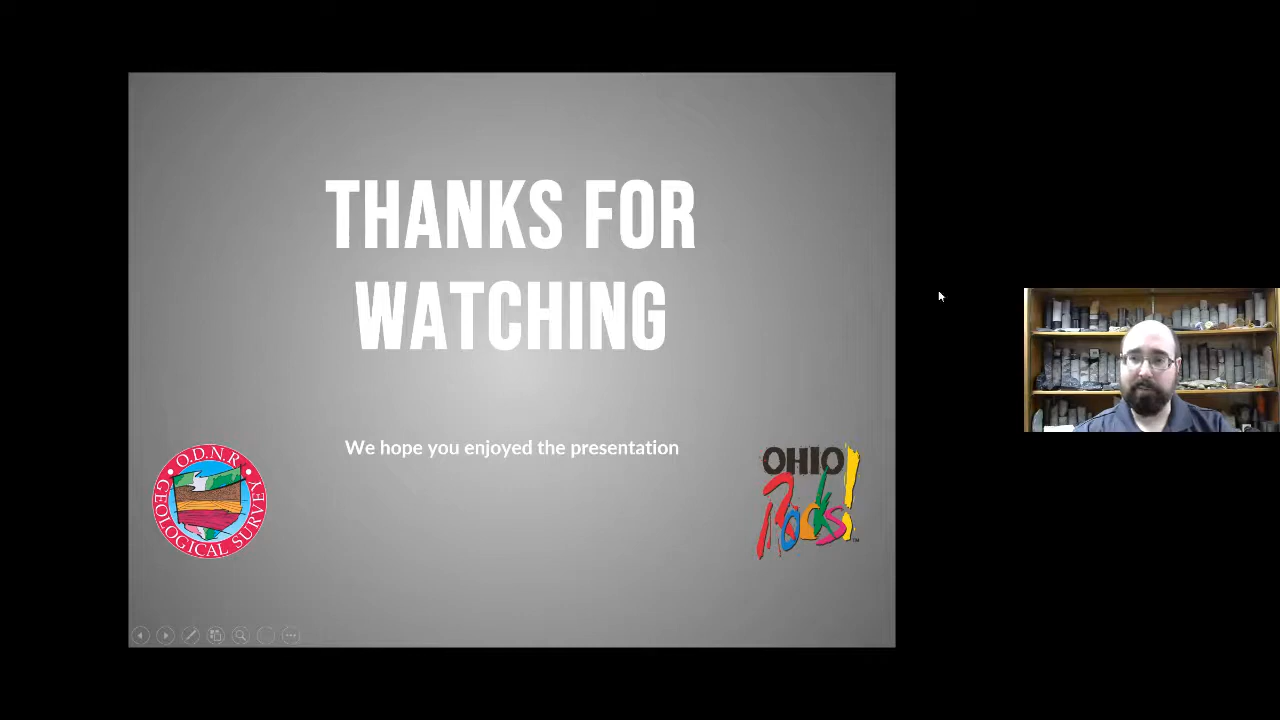 THANKS FOR
WATCHING
We hope you enjoyed the presentation
O.D.N.R.
GEOLOGICAL SURVEY
OHIO
Rocks!